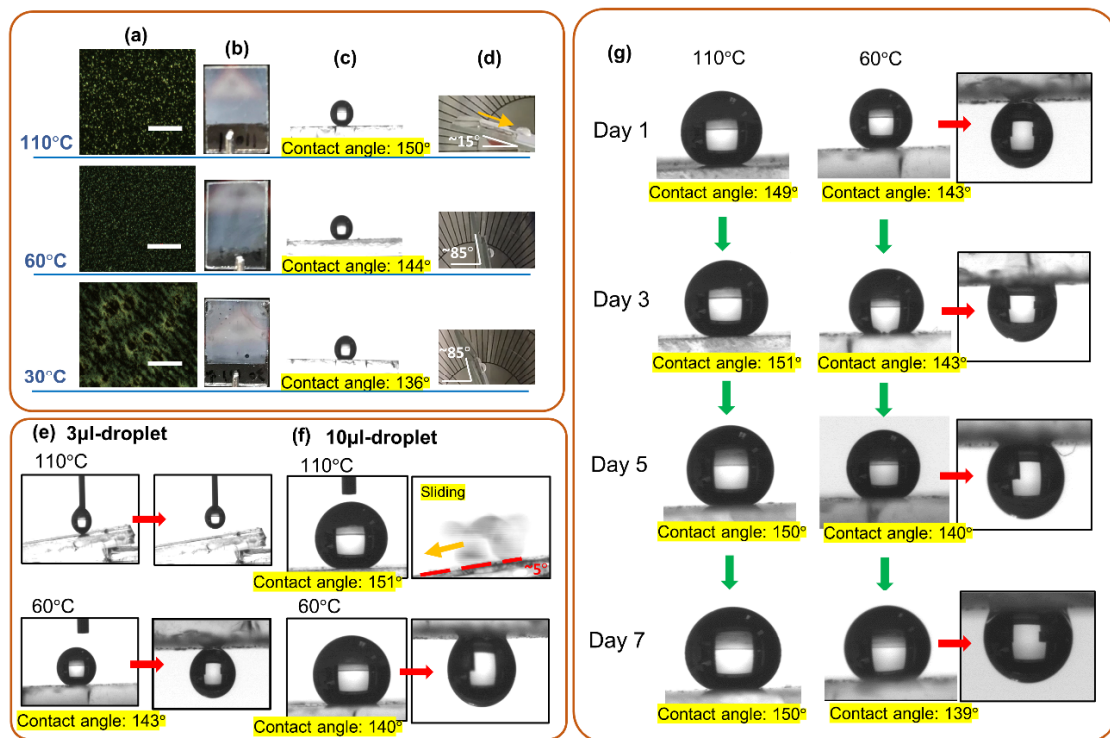 (a) (b) (c) (d)
110°C
~15°
Contact angle: 150°
60°C
~85°
Contact angle: 144°
30°C
~85°
Contact angle: 136°
(e) 3µl-droplet
110°C
60°C
Contact angle: 143°
(f) 10µl-droplet
110°C
Sliding
~5°
Contact angle: 151°
60°C
Contact angle: 140°
(g) 110°C 60°C
Day 1
Contact angle: 149° Contact angle: 143°
Day 3
Contact angle: 151° Contact angle: 143°
Day 5
Contact angle: 150° Contact angle: 140°
Day 7
Contact angle: 150° Contact angle: 139°